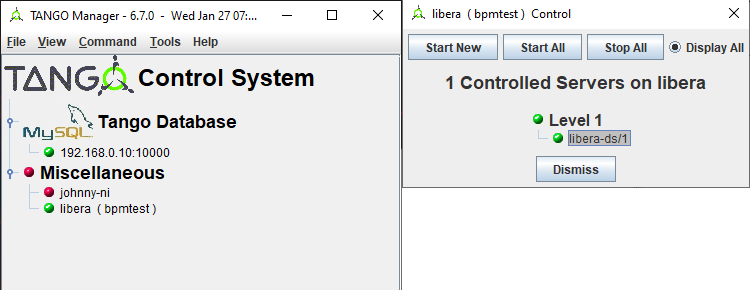 TANGO Manager - 6.7.0 - Wed Jan 27 07:...
File View Command Tools Help
TANGO Control System
MySQL Tango Database
192.168.0.10:10000
Miscellaneous
johnny-ni
libera ( bpmtest )
libera ( bpmtest ) Control
Start New Start All Stop All Display All
1 Controlled Servers on libera
Level 1
libera-ds/1
Dismiss